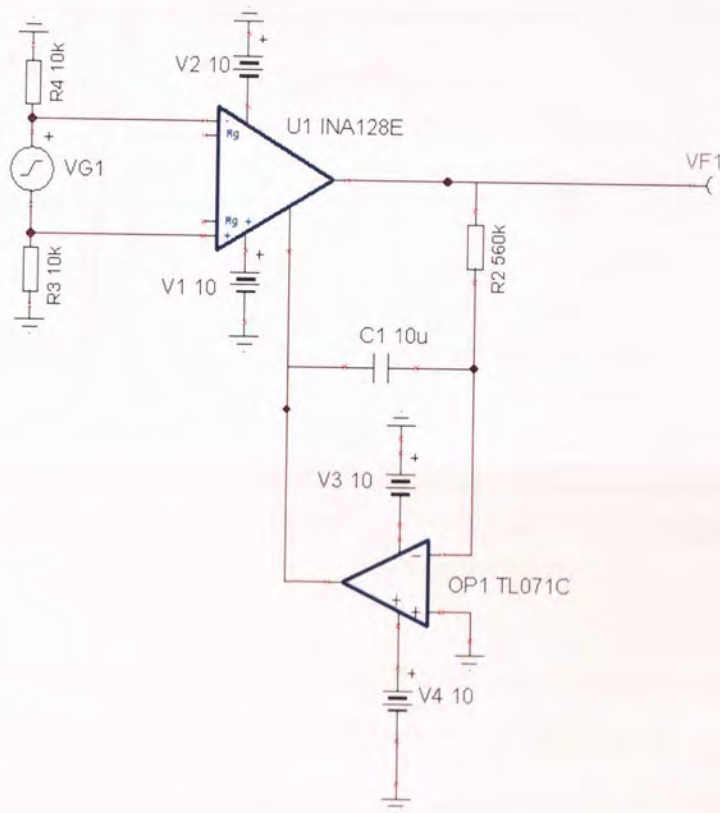 R4 10k
V2 10
+
U1 INA128E
-
Rg
+
VG1
VF1
Rg
+
+
R3 10k
V1 10
+
R2 560k
C1 10u
V3 10
+
-
OP1 TL071C
+
+
V4 10
+